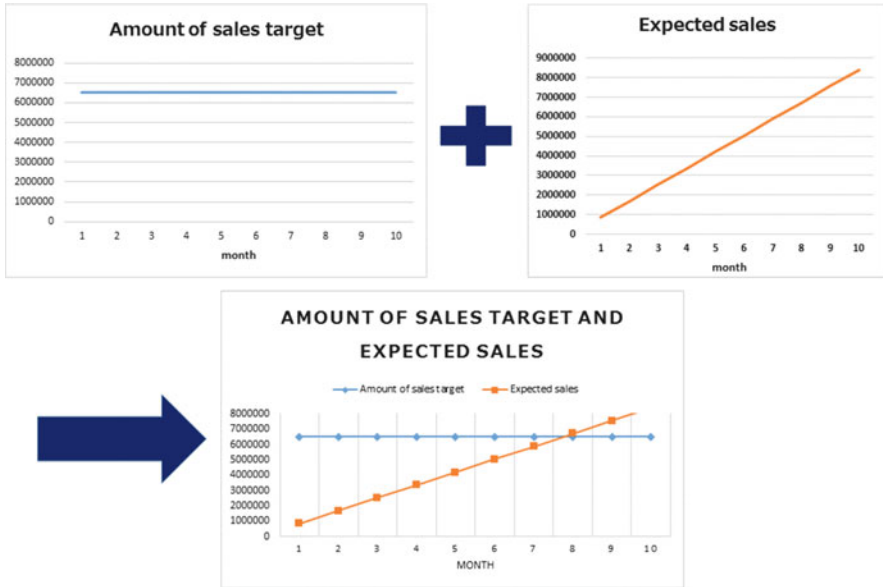 Amount of sales target
8000000
7000000
6000000
5000000
4000000
3000000
2000000
1000000
0
1 2 3 4 5 6 7 8 9 10
month
Expected sales
9000000
8000000
7000000
6000000
5000000
4000000
3000000
2000000
1000000
0
1 2 3 4 5 6 7 8 9 10
month
AMOUNT OF SALES TARGET AND
EXPECTED SALES
Amount of sales target Expected sales
8000000
7000000
6000000
5000000
4000000
3000000
2000000
1000000
0
1 2 3 4 5 6 7 8 9 10
MONTH